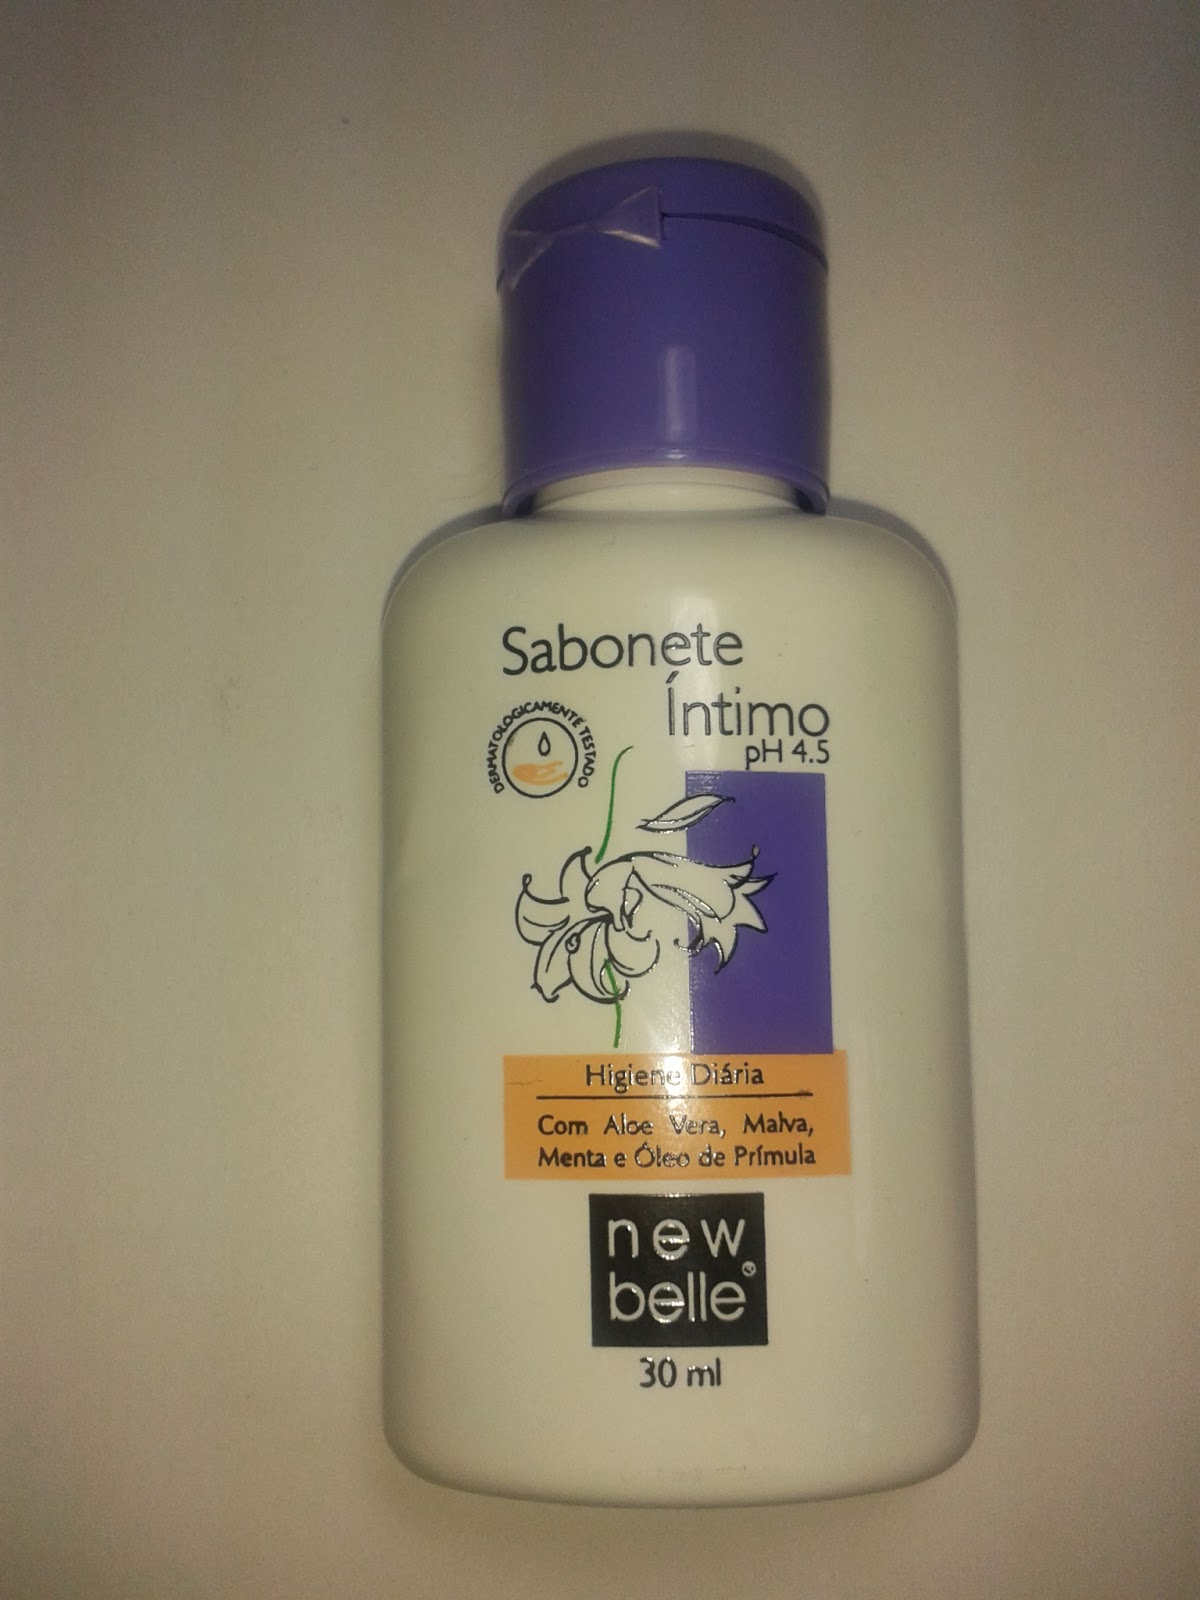 Sabonete
Íntimo
pH 4.5
DERMATOLOGICAMENTE TESTADO
Higiene Diária
Com Aloe Vera, Malva,
Menta e Óleo de Prímula
new
belle®
30 ml